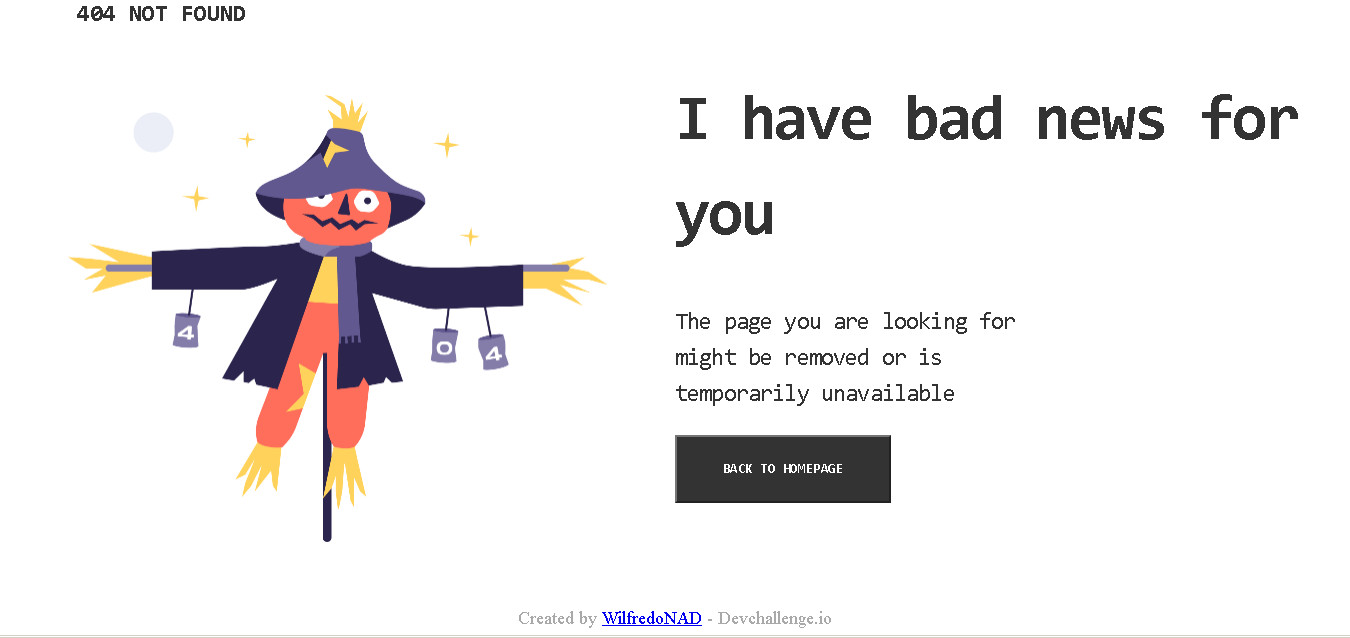 404 NOT FOUND
I have bad news for
you
The page you are looking for
might be removed or is
temporarily unavailable
BACK TO HOMEPAGE
4
0
4
Created by WilfredoNAD - Devchallenge.io